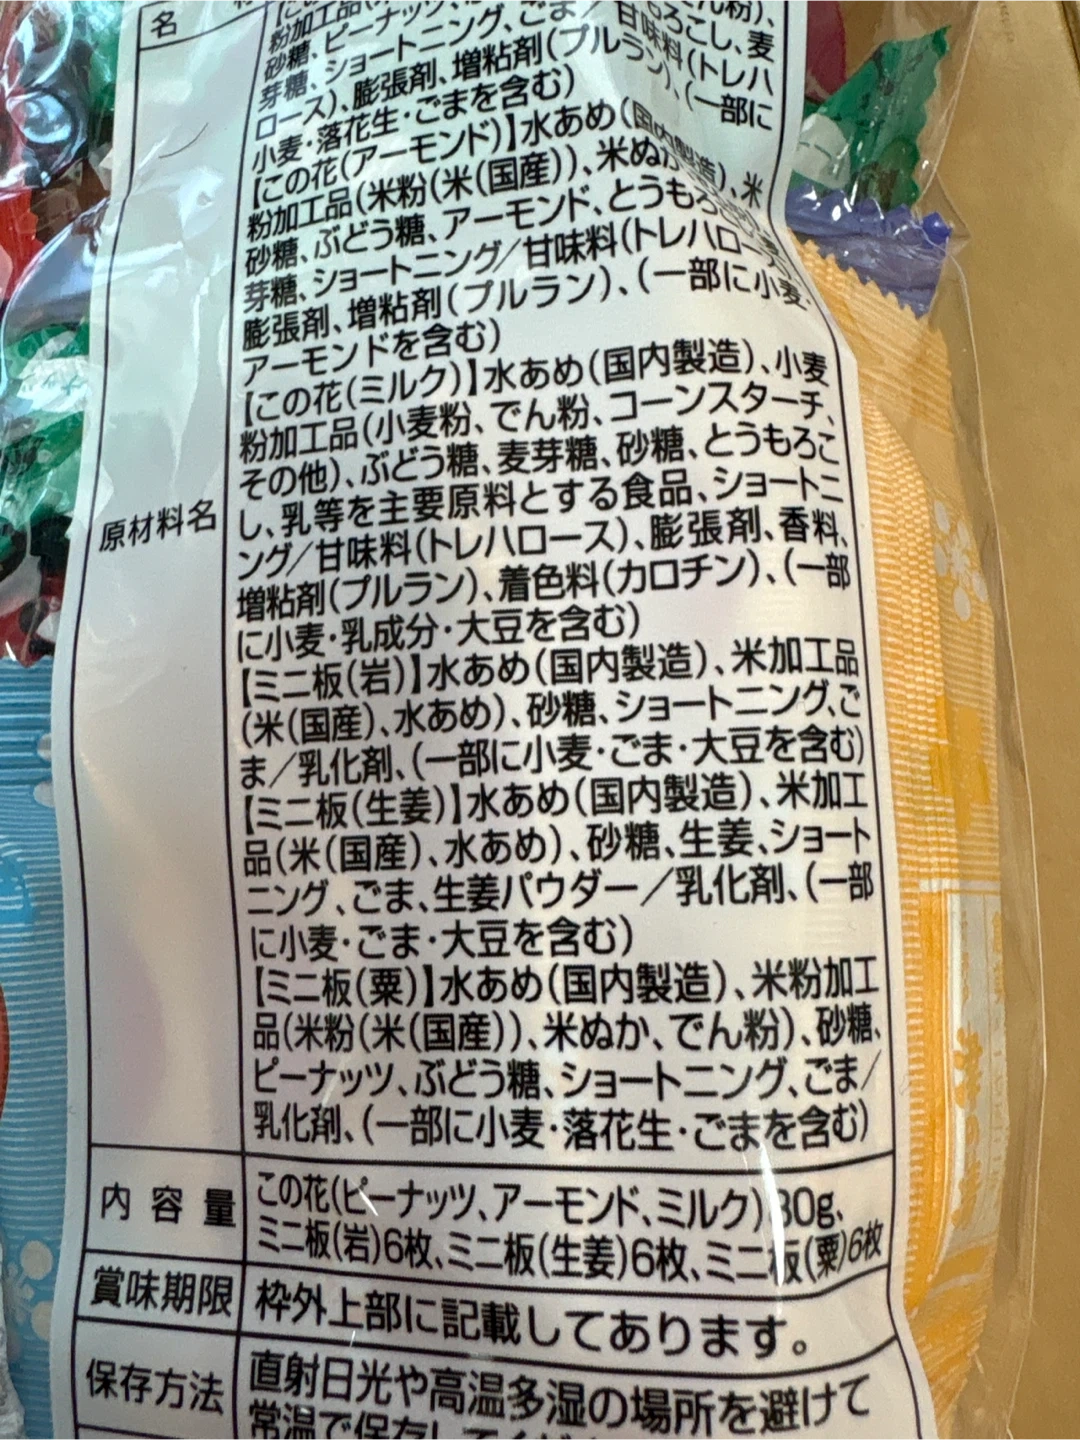 名
粉加工品
砂糖、ピーナッツ、
芽糖、ショートニング、ごま/甘味料(トレハ
ロース)、膨張剤、増粘剤(プルラン)、(一部に
小麦・落花生・ごまを含む)
【この花(アーモンド)】水あめ(国内製造)、米
粉加工品(米粉(米(国産))、米ぬか
砂糖、ぶどう糖、アーモンド、とうもろこし、麦
芽糖、ショートニング/甘味料(トレハロース)、
膨張剤、増粘剤(プルラン)、(一部に小麦・
アーモンドを含む)
【この花(ミルク)】水あめ(国内製造)、小麦
粉加工品(小麦粉、でん粉、コーンスターチ、
その他)、ぶどう糖、麦芽糖、砂糖、とうもろこ
原材料名
し、乳等を主要原料とする食品、ショートニ
ング/甘味料(トレハロース)、膨張剤、香料、
増粘剤(プルラン)、着色料(カロチン)、(一部
に小麦・乳成分・大豆を含む)
【ミニ板(岩)】水あめ(国内製造)、米加工品
(米(国産)、水あめ)、砂糖、ショートニング、ご
ま/乳化剤、(一部に小麦・ごま・大豆を含む)
【ミニ板(生姜)】水あめ(国内製造)、米加工
品(米(国産)、水あめ)、砂糖、生姜、ショート
ニング、ごま、生姜パウダー/乳化剤、(一部
に小麦・ごま・大豆を含む)
【ミニ板(粟)】水あめ(国内製造)、米粉加工
品(米粉(米(国産))、米ぬか、でん粉)、砂糖、
ピーナッツ、ぶどう糖、ショートニング、ごま/
乳化剤、(一部に小麦・落花生・ごまを含む)
内容量
この花(ピーナッツ、アーモンド、ミルク)80g、
ミニ板(岩)6枚、ミニ板(生姜)6枚、ミニ板(粟)6枚
賞味期限
枠外上部に記載してあります。
保存方法
直射日光や高温多湿の場所を避けて
常温で保存してくだ